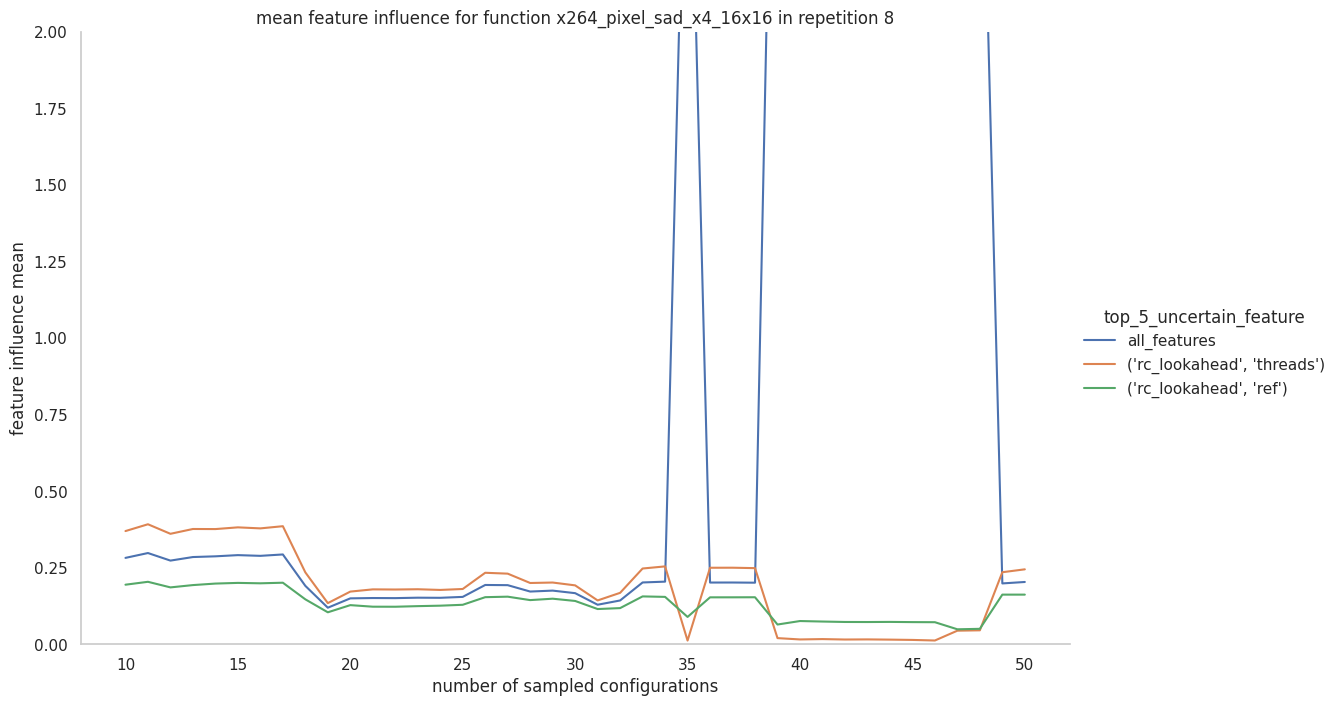 mean feature influence for function x264_pixel_sad_x4_16x16 in repetition 8
2.00
1.75
1.50
1.25
1.00
0.75
0.50
0.25
0.00
feature influence mean
10
15
20
25
30
35
40
45
50
number of sampled configurations
top_5_uncertain_feature
all_features
('rc_lookahead', 'threads')
('rc_lookahead', 'ref')